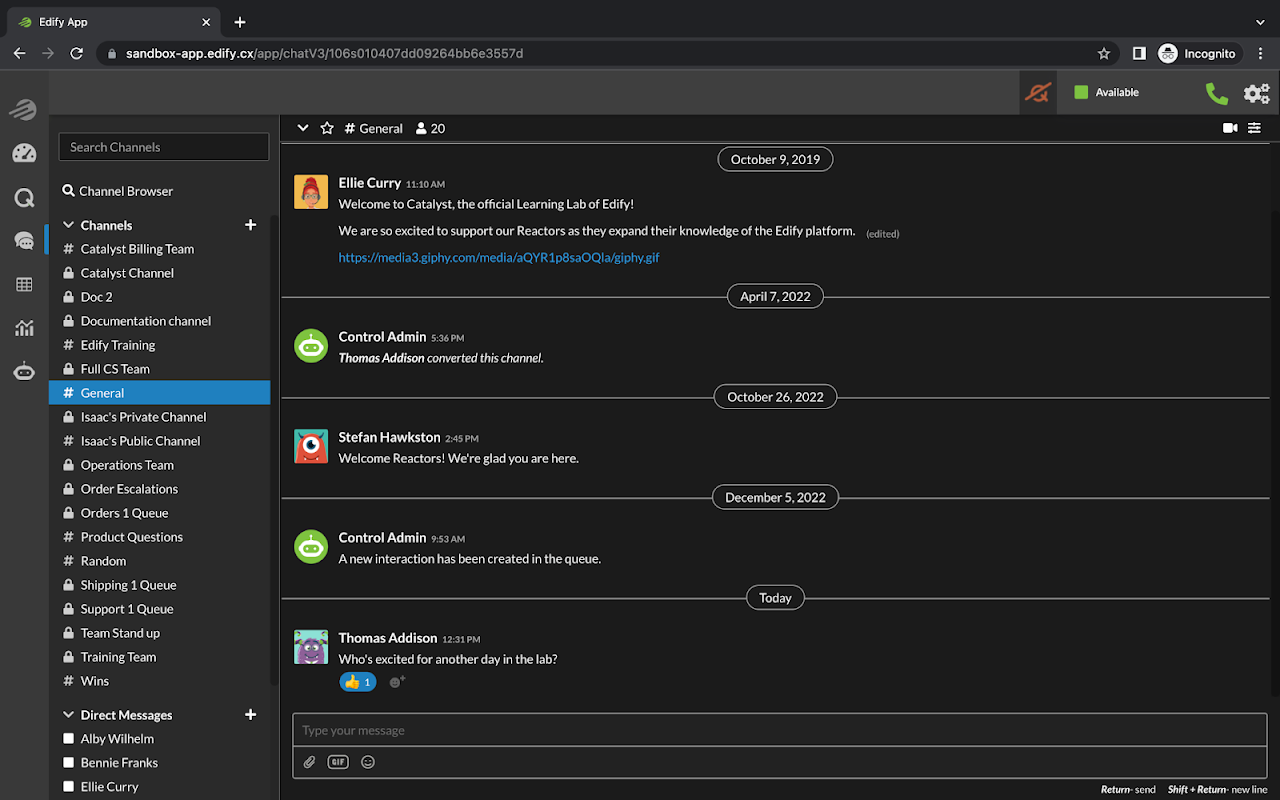 Edify App
sandbox-app.edify.cx/app/chatV3/106s010407dd09264bb6e3557d
Incognito
Available
Search Channels
Channel Browser
Channels
# Catalyst Billing Team
Catalyst Channel
Doc 2
Documentation channel
# Edify Training
Full CS Team
# General
Isaac's Private Channel
# Isaac's Public Channel
Operations Team
Order Escalations
Orders 1 Queue
# Product Questions
# Random
Shipping 1 Queue
Support 1 Queue
Team Stand up
Training Team
# Wins
Direct Messages
Alby Wilhelm
Bennie Franks
Ellie Curry
# General 20
October 9, 2019
Ellie Curry 11:10 AM
Welcome to Catalyst, the official Learning Lab of Edify!
We are so excited to support our Reactors as they expand their knowledge of the Edify platform. (edited)
https://media3.giphy.com/media/aQYR1p8saOQla/giphy.gif
April 7, 2022
Control Admin 5:36 PM
Thomas Addison converted this channel.
October 26, 2022
Stefan Hawkston 2:45 PM
Welcome Reactors! We're glad you are here.
December 5, 2022
Control Admin 9:53 AM
A new interaction has been created in the queue.
Today
Thomas Addison 12:31 PM
Who's excited for another day in the lab?
👍 1
Type your message
GIF
Return- send Shift + Return- new line